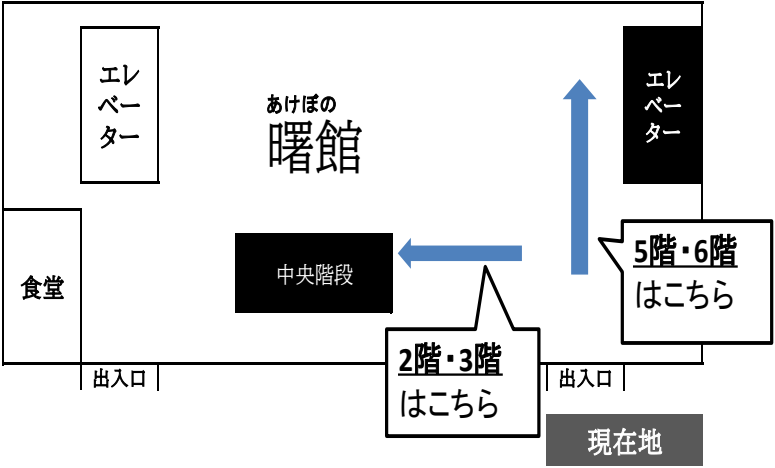 エレ
ベー
ター
あけぼの
曙館
エレ
ベー
ター
5階・6階
はこちら
中央階段
食堂
2階・3階
はこちら
出入口
出入口
現在地